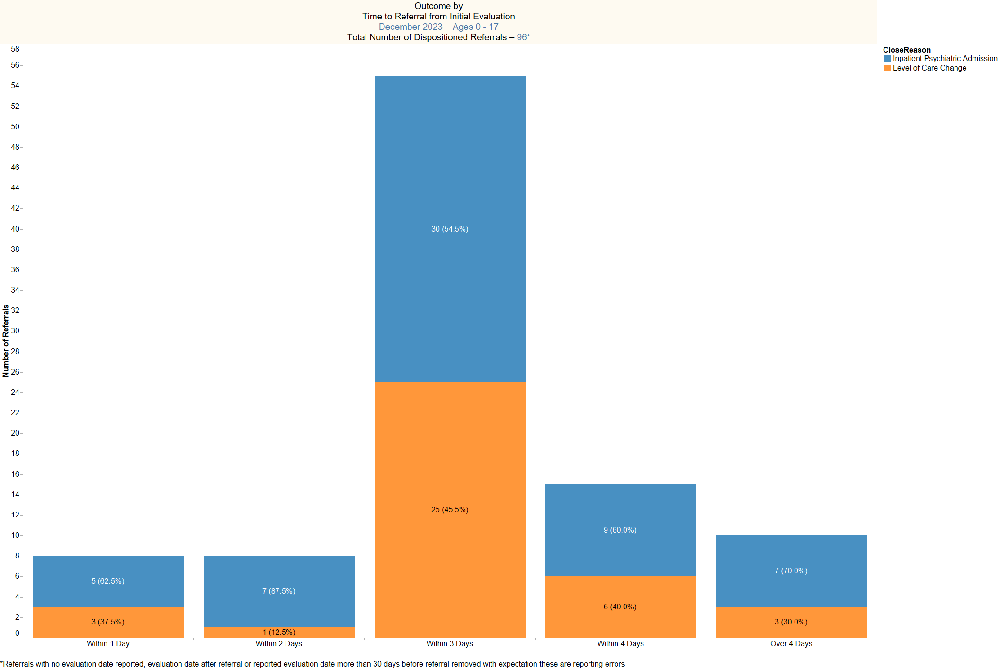 Outcome by
Time to Referral from Initial Evaluation
December 2023 Ages 0 - 17
Total Number of Dispositioned Referrals – 96*
CloseReason
Inpatient Psychiatric Admission
Level of Care Change
Number of Referrals
58
56
54
52
50
48
46
44
42
40
38
36
34
32
30
28
26
24
22
20
18
16
14
12
10
8
6
4
2
0
5 (62.5%)
3 (37.5%)
7 (87.5%)
1 (12.5%)
30 (54.5%)
25 (45.5%)
9 (60.0%)
6 (40.0%)
7 (70.0%)
3 (30.0%)
Within 1 Day
Within 2 Days
Within 3 Days
Within 4 Days
Over 4 Days
*Referrals with no evaluation date reported, evaluation date after referral or reported evaluation date more than 30 days before referral removed with expectation these are reporting errors